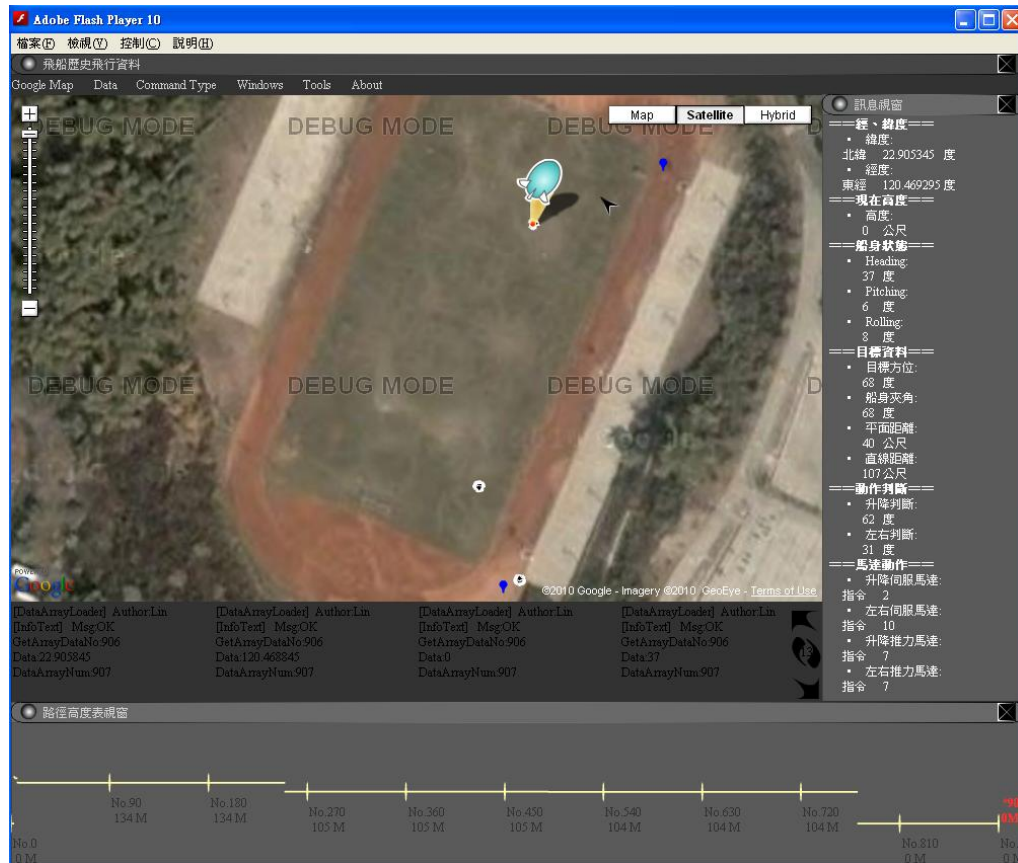 Adobe Flash Player 10
檔案(F) 檢視(V) 控制(C) 說明(H)
飛船歷史飛行資料
Google Map Data Command Type Windows Tools About
DEBUG MODE DEBUG MODE DEBUG MODE D
Map Satellite Hybrid
DEBUG MODE DEBUG MODE DEBUG MODE D
POWERED BY
Google
©2010 Google - Imagery ©2010 GeoEye - Terms of Use
訊息視窗
==經、緯度==
• 緯度:
北緯 22.905345 度
• 經度:
東經 120.469295 度
==現在高度==
• 高度:
0 公尺
==船身狀態==
• Heading:
37 度
• Pitching:
6 度
• Rolling:
8 度
==目標資料==
• 目標方位:
68 度
• 船身夾角:
68 度
• 平面距離:
40 公尺
• 直線距離:
107公尺
==動作判斷==
• 升降判斷:
62 度
• 左右判斷:
31 度
==馬達動作==
• 升降伺服馬達:
指令 2
• 左右伺服馬達:
指令 10
• 升降推力馬達:
指令 7
• 左右推力馬達:
指令 7
[DataArrayLoader] Author:Lin [DataArrayLoader] Author:Lin [DataArrayLoader] Author:Lin [DataArrayLoader] Author:Lin
[InfoText] Msg:OK [InfoText] Msg:OK [InfoText] Msg:OK [InfoText] Msg:OK
GetArrayDataNo:906 GetArrayDataNo:906 GetArrayDataNo:906 GetArrayDataNo:906
Data:22.905845 Data:120.468845 Data:0 Data:37
DataArrayNum:907 DataArrayNum:907 DataArrayNum:907 DataArrayNum:907
路徑高度表視窗
No.0
0 M
No.90
134 M
No.180
134 M
No.270
105 M
No.360
105 M
No.450
105 M
No.540
104 M
No.630
104 M
No.720
104 M
No.810
0 M
0M
No.
0 M